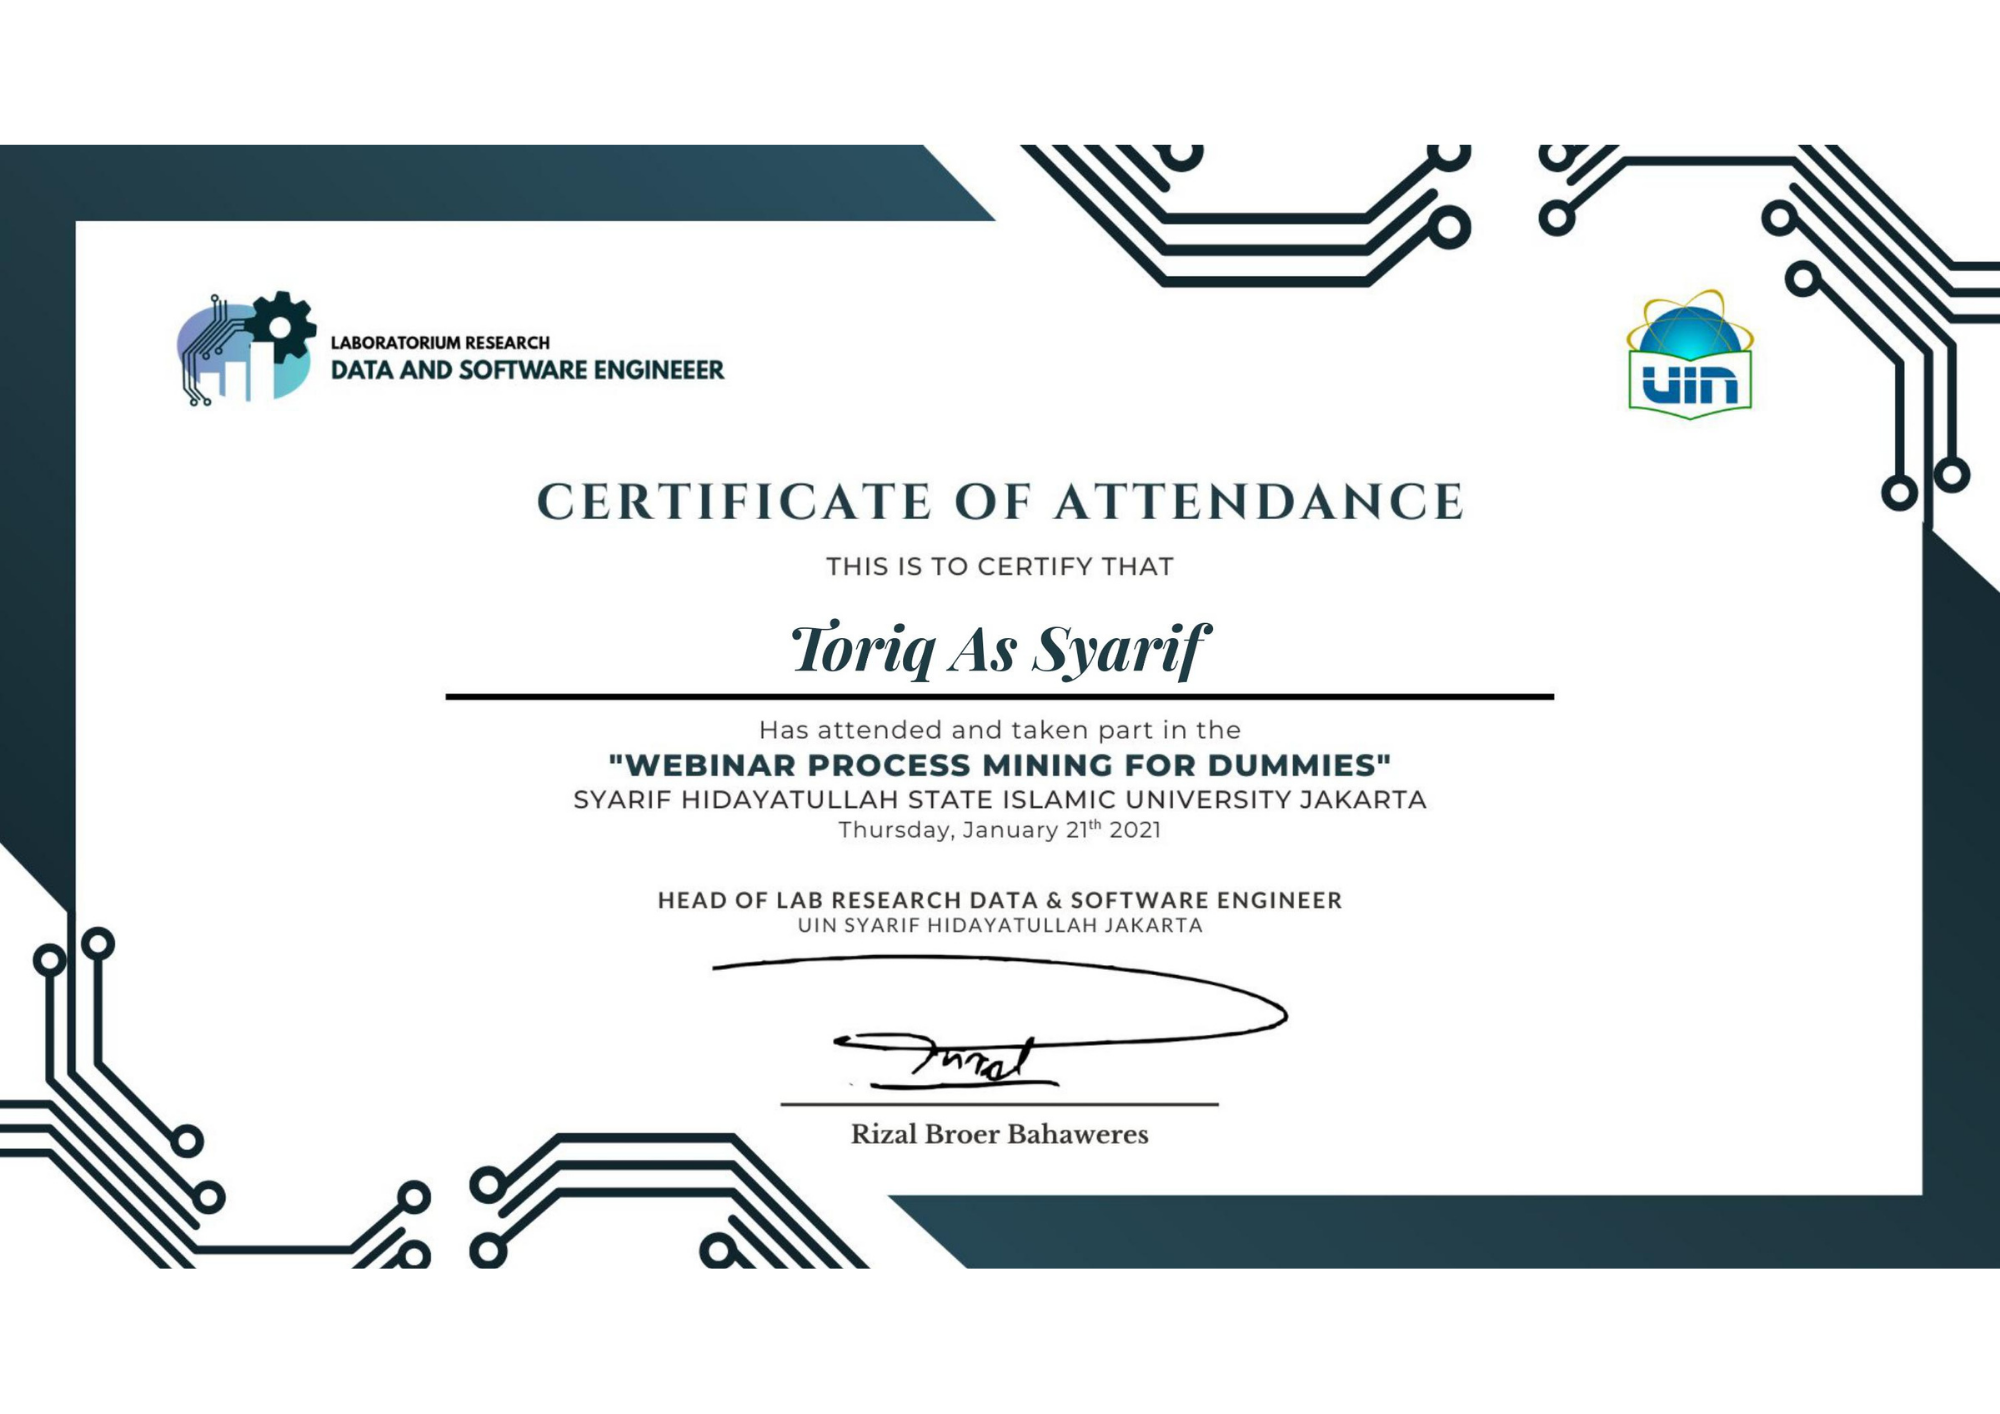 LABORATORIUM RESEARCH
DATA AND SOFTWARE ENGINEEER
UIN
CERTIFICATE OF ATTENDANCE
THIS IS TO CERTIFY THAT
Toriq As Syarif
Has attended and taken part in the
"WEBINAR PROCESS MINING FOR DUMMIES"
SYARIF HIDAYATULLAH STATE ISLAMIC UNIVERSITY JAKARTA
Thursday, January 21th 2021
HEAD OF LAB RESEARCH DATA & SOFTWARE ENGINEER
UIN SYARIF HIDAYATULLAH JAKARTA
Rizal Broer Bahaweres